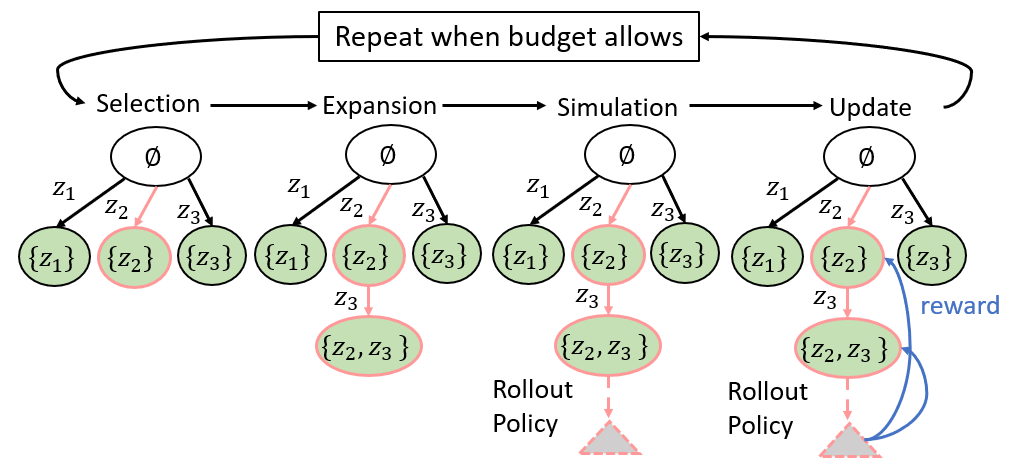 Repeat when budget allows
Selection Expansion Simulation Update
∅ ∅ ∅ ∅
z₁ z₂ z₃ z₁ z₂ z₃ z₁ z₂ z₃ z₁ z₂ z₃
{z₁} {z₂} {z₃} {z₁} {z₂} {z₃} {z₁} {z₂} {z₃} {z₁} {z₂} {z₃}
z₃ z₃ z₃ reward
{z₂, z₃ } {z₂, z₃ } {z₂, z₃ }
Rollout Rollout
Policy Policy